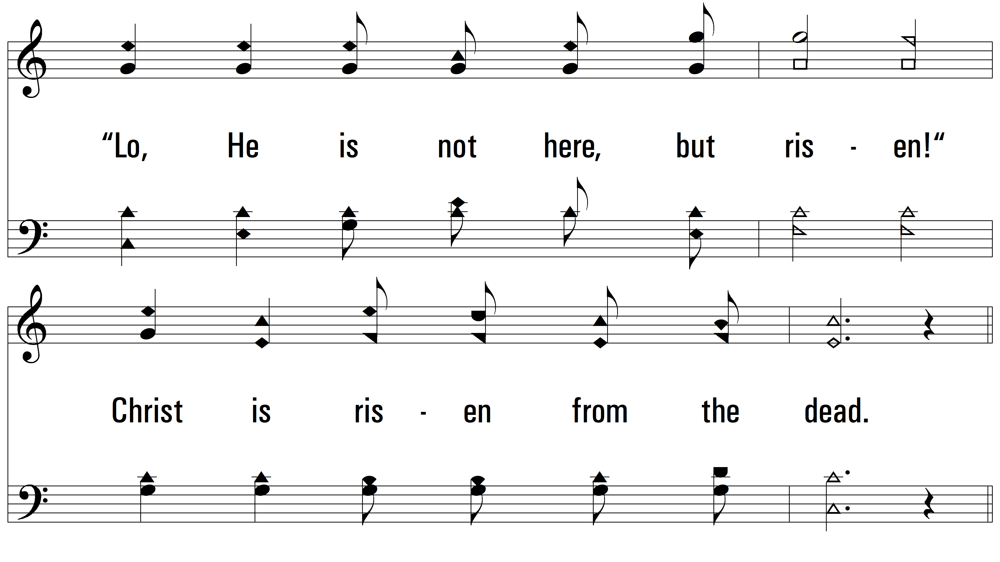 “Lo, He is not here, but ris - en!“
Christ is ris - en from the dead.